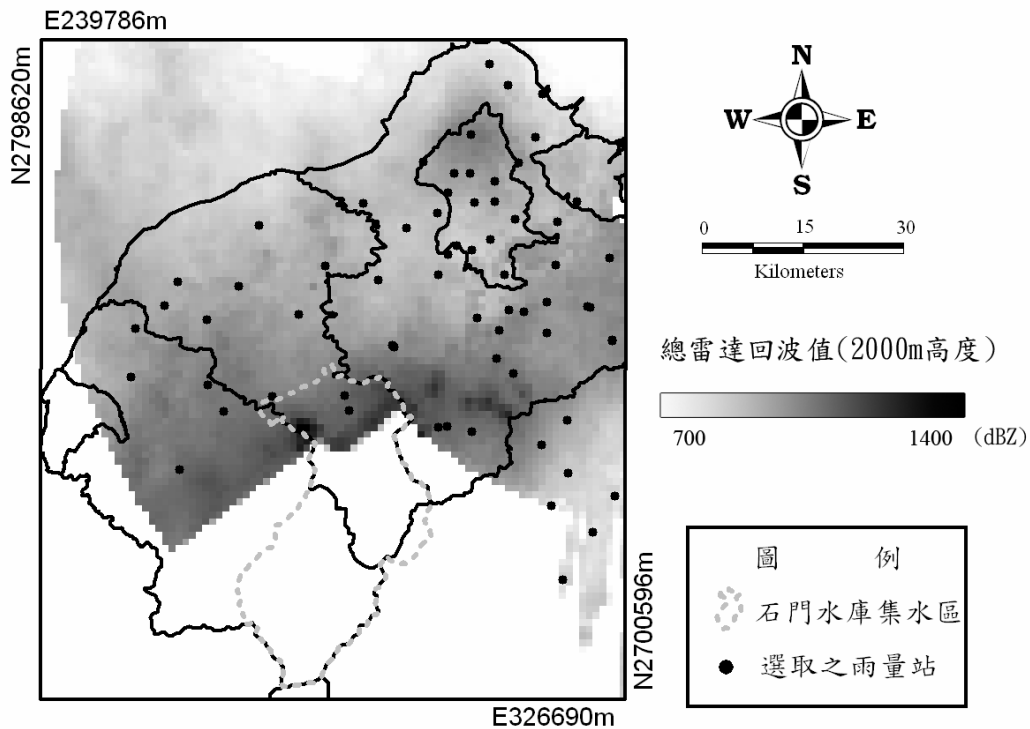 E239786m
N2798620m
N
W
E
S
0 15 30
Kilometers
總雷達回波值(2000m高度)
700 1400 (dBZ)
圖 例
石門水庫集水區
選取之雨量站
N2700596m
E326690m